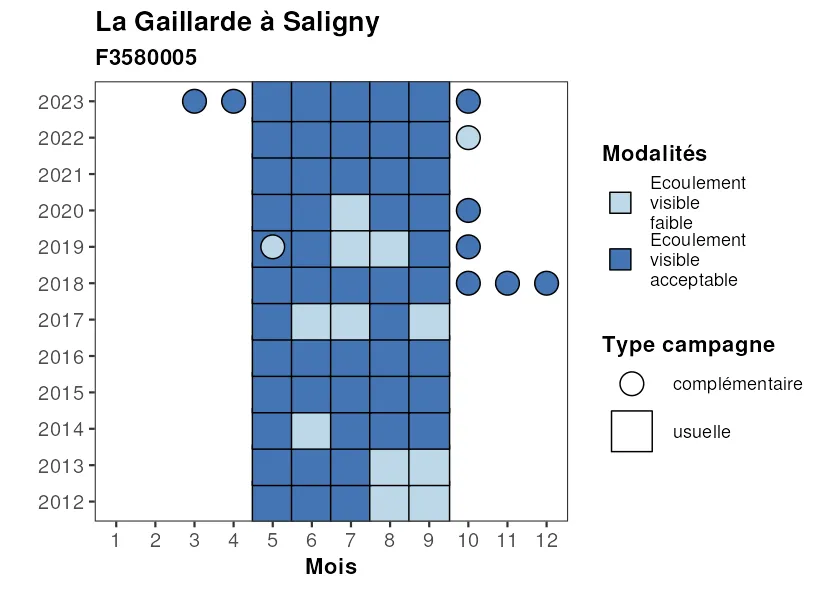 La Gaillarde à Saligny
F3580005
2023
2022
2021
2020
2019
2018
2017
2016
2015
2014
2013
2012
1 2 3 4 5 6 7 8 9 10 11 12
Mois
Modalités
Ecoulement
visible
faible
Ecoulement
visible
acceptable
Type campagne
complémentaire
usuelle